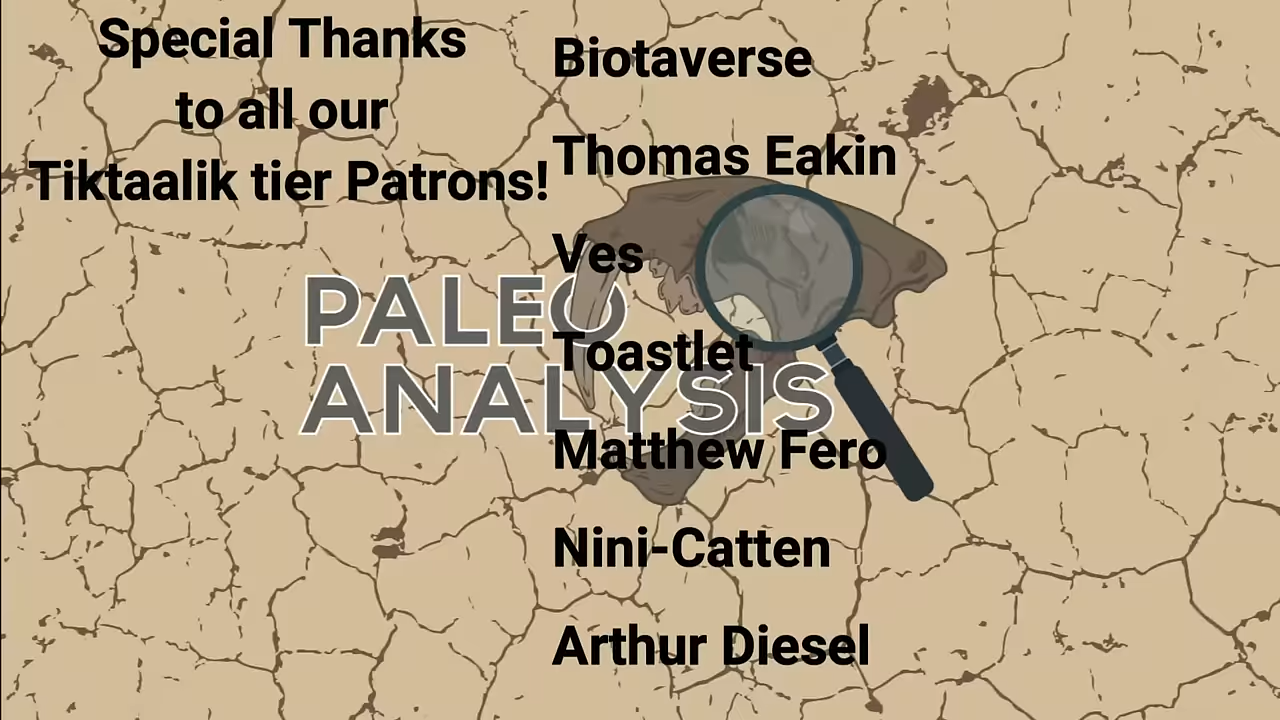 Special Thanks
to all our
Tiktaalik tier Patrons!
Biotaverse
Thomas Eakin
Ves
Toastlet
Matthew Fero
Nini-Catten
Arthur Diesel
PALEO
ANALYSIS